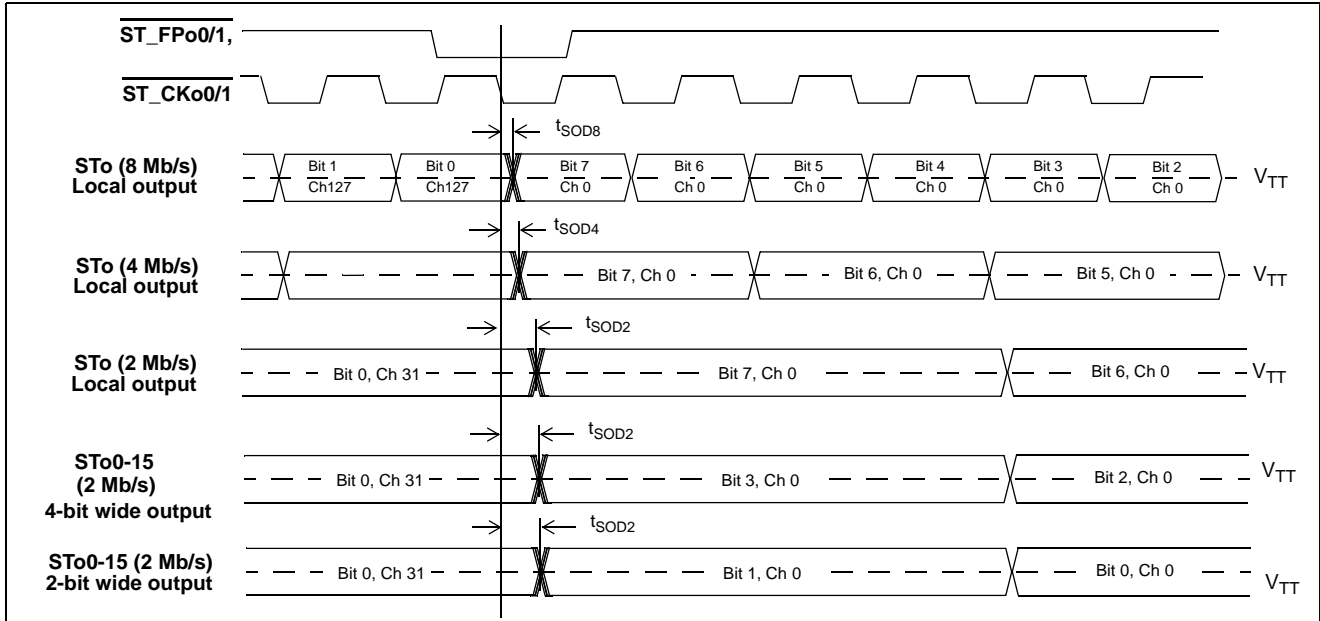 ST_FPo0/1,
ST_CKo0/1
tSOD8
STo (8 Mb/s)
Local output
Bit 1
Ch127
Bit 0
Ch127
Bit 7
Ch 0
Bit 6
Ch 0
Bit 5
Ch 0
Bit 4
Ch 0
Bit 3
Ch 0
Bit 2
Ch 0
VTT
tSOD4
STo (4 Mb/s)
Local output
Bit 7, Ch 0
Bit 6, Ch 0
Bit 5, Ch 0
VTT
tSOD2
STo (2 Mb/s)
Local output
Bit 0, Ch 31
Bit 7, Ch 0
Bit 6, Ch 0
VTT
tSOD2
STo0-15
(2 Mb/s)
4-bit wide output
Bit 0, Ch 31
Bit 3, Ch 0
Bit 2, Ch 0
VTT
tSOD2
STo0-15 (2 Mb/s)
2-bit wide output
Bit 0, Ch 31
Bit 1, Ch 0
Bit 0, Ch 0
VTT